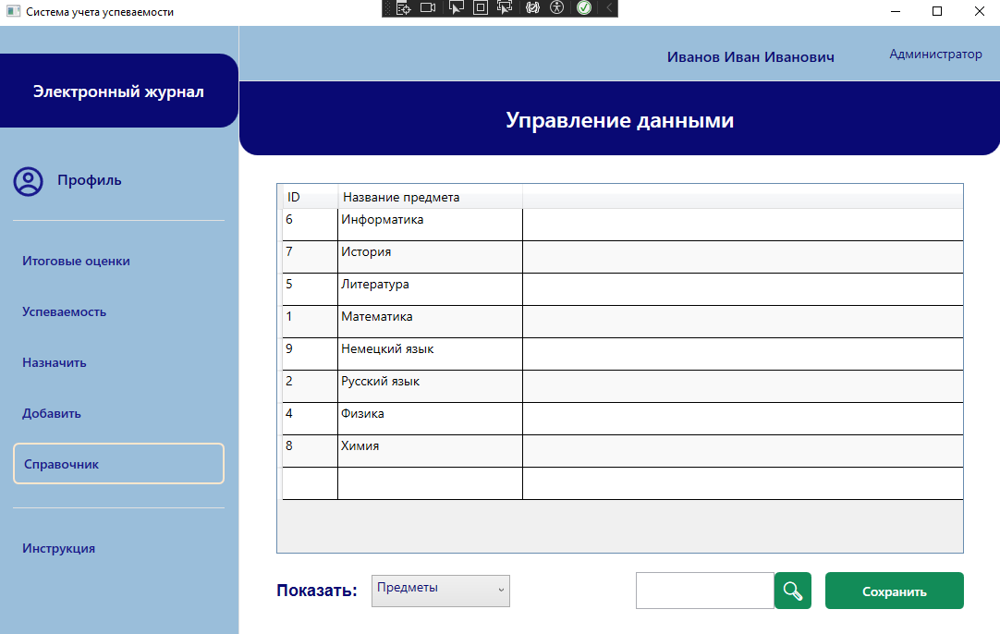 Система учета успеваемости
Иванов Иван Иванович
Администратор
Электронный журнал
Управление данными
Профиль
Итоговые оценки
Успеваемость
Назначить
Добавить
Справочник
Инструкция
ID Название предмета
6 Информатика
7 История
5 Литература
1 Математика
9 Немецкий язык
2 Русский язык
4 Физика
8 Химия
Показать: Предметы
Сохранить